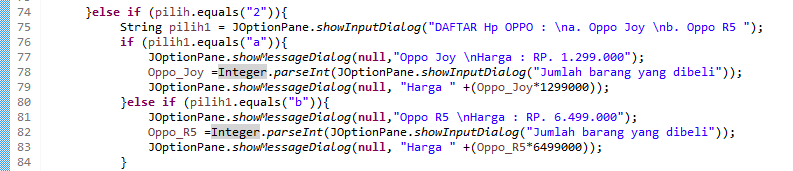 74 }else if (pilih.equals("2")){
75 String pilih1 = JOptionPane.showInputDialog("DAFTAR Hp OPPO : \na. Oppo Joy \nb. Oppo R5 ");
76 if (pilih1.equals("a")){
77 JOptionPane.showMessageDialog(null,"Oppo Joy \nHarga : RP. 1.299.000");
78 Oppo_Joy =Integer.parseInt(JOptionPane.showInputDialog("Jumlah barang yang dibeli"));
79 JOptionPane.showMessageDialog(null, "Harga " +(Oppo_Joy*1299000));
80 }else if (pilih1.equals("b")){
81 JOptionPane.showMessageDialog(null,"Oppo R5 \nHarga : RP. 6.499.000");
82 Oppo_R5 =Integer.parseInt(JOptionPane.showInputDialog("Jumlah barang yang dibeli"));
83 JOptionPane.showMessageDialog(null, "Harga " +(Oppo_R5*6499000));
84 }